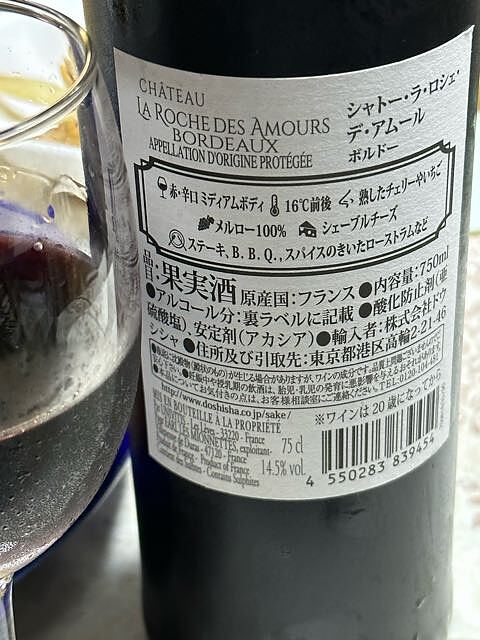 CHÂTEAU
LA ROCHE DES AMOURS
BORDEAUX
APPELLATION D'ORIGINE PROTÉGÉE
シャトー・ラ・ロシェ・
デ・アムール
ボルドー
赤・辛口 ミディアムボディ 16℃前後 熟したチェリーやいちご
メルロー100% シェーブルチーズ
ステーキ、B.B.Q.、スパイスのきいたローストラムなど
品目:果実酒 原産国:フランス ●内容量:750ml
●アルコール分:裏ラベルに記載 ●酸化防止剤(亜
硫酸塩)、安定剤(アカシア) ●輸入者:株式会社ドウ
シシャ ●住所及び引取先:東京都港区高輪2-21-46
http://www.doshisha.co.jp/sake/
※ワインは20歳になってから
MIS EN BOUTEILLE À LA PROPRIÉTÉ
33220 - France
47120 - France
Product of France
Contains Sulphites
75 cl
14.5% vol.
4 550283 839454